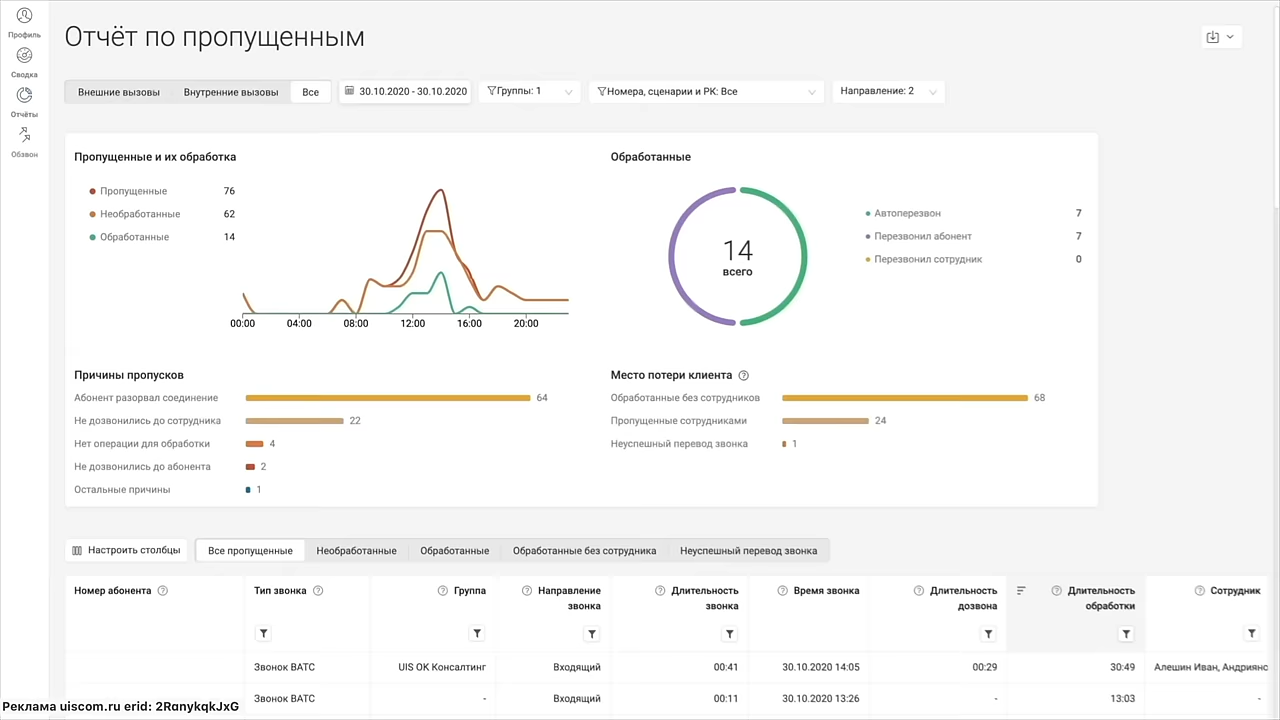 Профиль
Сводка
Отчёты
Обзвон
Отчёт по пропущенным
Внешние вызовы Внутренние вызовы Все 30.10.2020 - 30.10.2020 Группы: 1 Номера, сценарии и РК: Все Направление: 2
Пропущенные и их обработка
Пропущенные 76
Необработанные 62
Обработанные 14
00:00 04:00 08:00 12:00 16:00 20:00
Обработанные
14
всего
Автоперезвон 7
Перезвонил абонент 7
Перезвонил сотрудник 0
Причины пропусков
Абонент разорвал соединение 64
Не дозвонились до сотрудника 22
Нет операции для обработки 4
Не дозвонились до абонента 2
Остальные причины 1
Место потери клиента ?
Обработанные без сотрудников 68
Пропущенные сотрудниками 24
Неуспешный перевод звонка 1
Настроить столбцы Все пропущенные Необработанные Обработанные Обработанные без сотрудника Неуспешный перевод звонка
Номер абонента ? Тип звонка ? ? Группа ? Направление звонка ? Длительность звонка ? Время звонка ? Длительность дозвона ? Длительность обработки ? Сотрудник
Звонок ВАТС UIS ОК Консалтинг Входящий 00:41 30.10.2020 14:05 00:29 30:49 Алешин Иван, Андриянс
Звонок ВАТС - Входящий 00:11 30.10.2020 13:26 - 13:03 -
Реклама uiscom.ru erid: 2RanykqkJxG